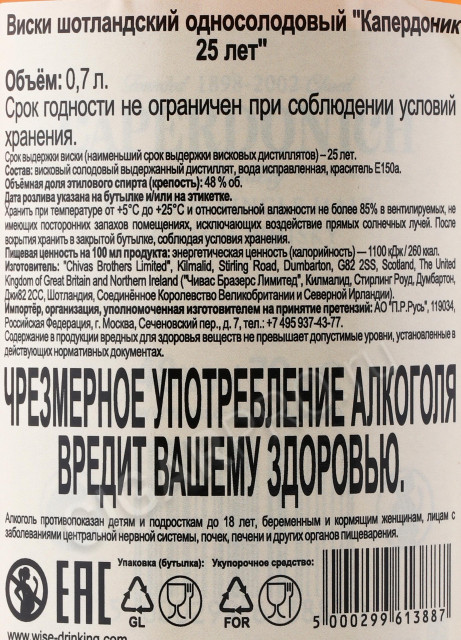 Виски шотландский односолодовый "Капердоник
25 лет"
Объём: 0,7 л.
Срок годности не ограничен при соблюдении условий
хранения.
Срок выдержки виски (наименьший срок выдержки висковых дистиллятов) – 25 лет.
Состав: висковый солодовый выдержанный дистиллят, вода исправленная, краситель Е150а.
Объёмная доля этилового спирта (крепость): 48 % об.
Дата розлива указана на бутылке и/или на этикетке.
Хранить при температуре от +5°С до +25°С и относительной влажности не более 85% в вентилируемых, не
имеющих посторонних запахов помещениях, исключающих воздействие прямых солнечных лучей. После
вскрытия хранить в закрытой бутылке, соблюдая условия хранения.
Пищевая ценность на 100 мл продукта: энергетическая ценность (калорийность) — 1100 кДж / 260 ккал.
Изготовитель: "Chivas Brothers Limited", Kilmalid, Stirling Road, Dumbarton, G82 2SS, Scotland, The United
Kingdom of Great Britain and Northern Ireland ("Чивас Бразерс Лимитед", Килмалид, Стирлинг Роуд, Думбартон,
Джи82 2СС, Шотландия, Соединённое Королевство Великобритании и Северной Ирландии).
Импортёр, организация, уполномоченная изготовителем на принятие претензий: АО "П.Р.Русь", 119034,
Российская Федерация, г. Москва, Сеченовский пер., д. 7, тел.: +7 495 937-43-77.
Содержание в продукции вредных для здоровья веществ не превышает допустимые уровни, установленные в
действующих нормативных документах.
ЧРЕЗМЕРНОЕ УПОТРЕБЛЕНИЕ АЛКОГОЛЯ
ВРЕДИТ ВАШЕМУ ЗДОРОВЬЮ.
Алкоголь противопоказан детям и подросткам до 18 лет, беременным и кормящим женщинам, лицам с
заболеваниями центральной нервной системы, почек, печени и других органов пищеварения.
Упаковка (бутылка): Укупорочное средство:
EAC GL FOR
5 000299 613887
www.wise-drinking.com